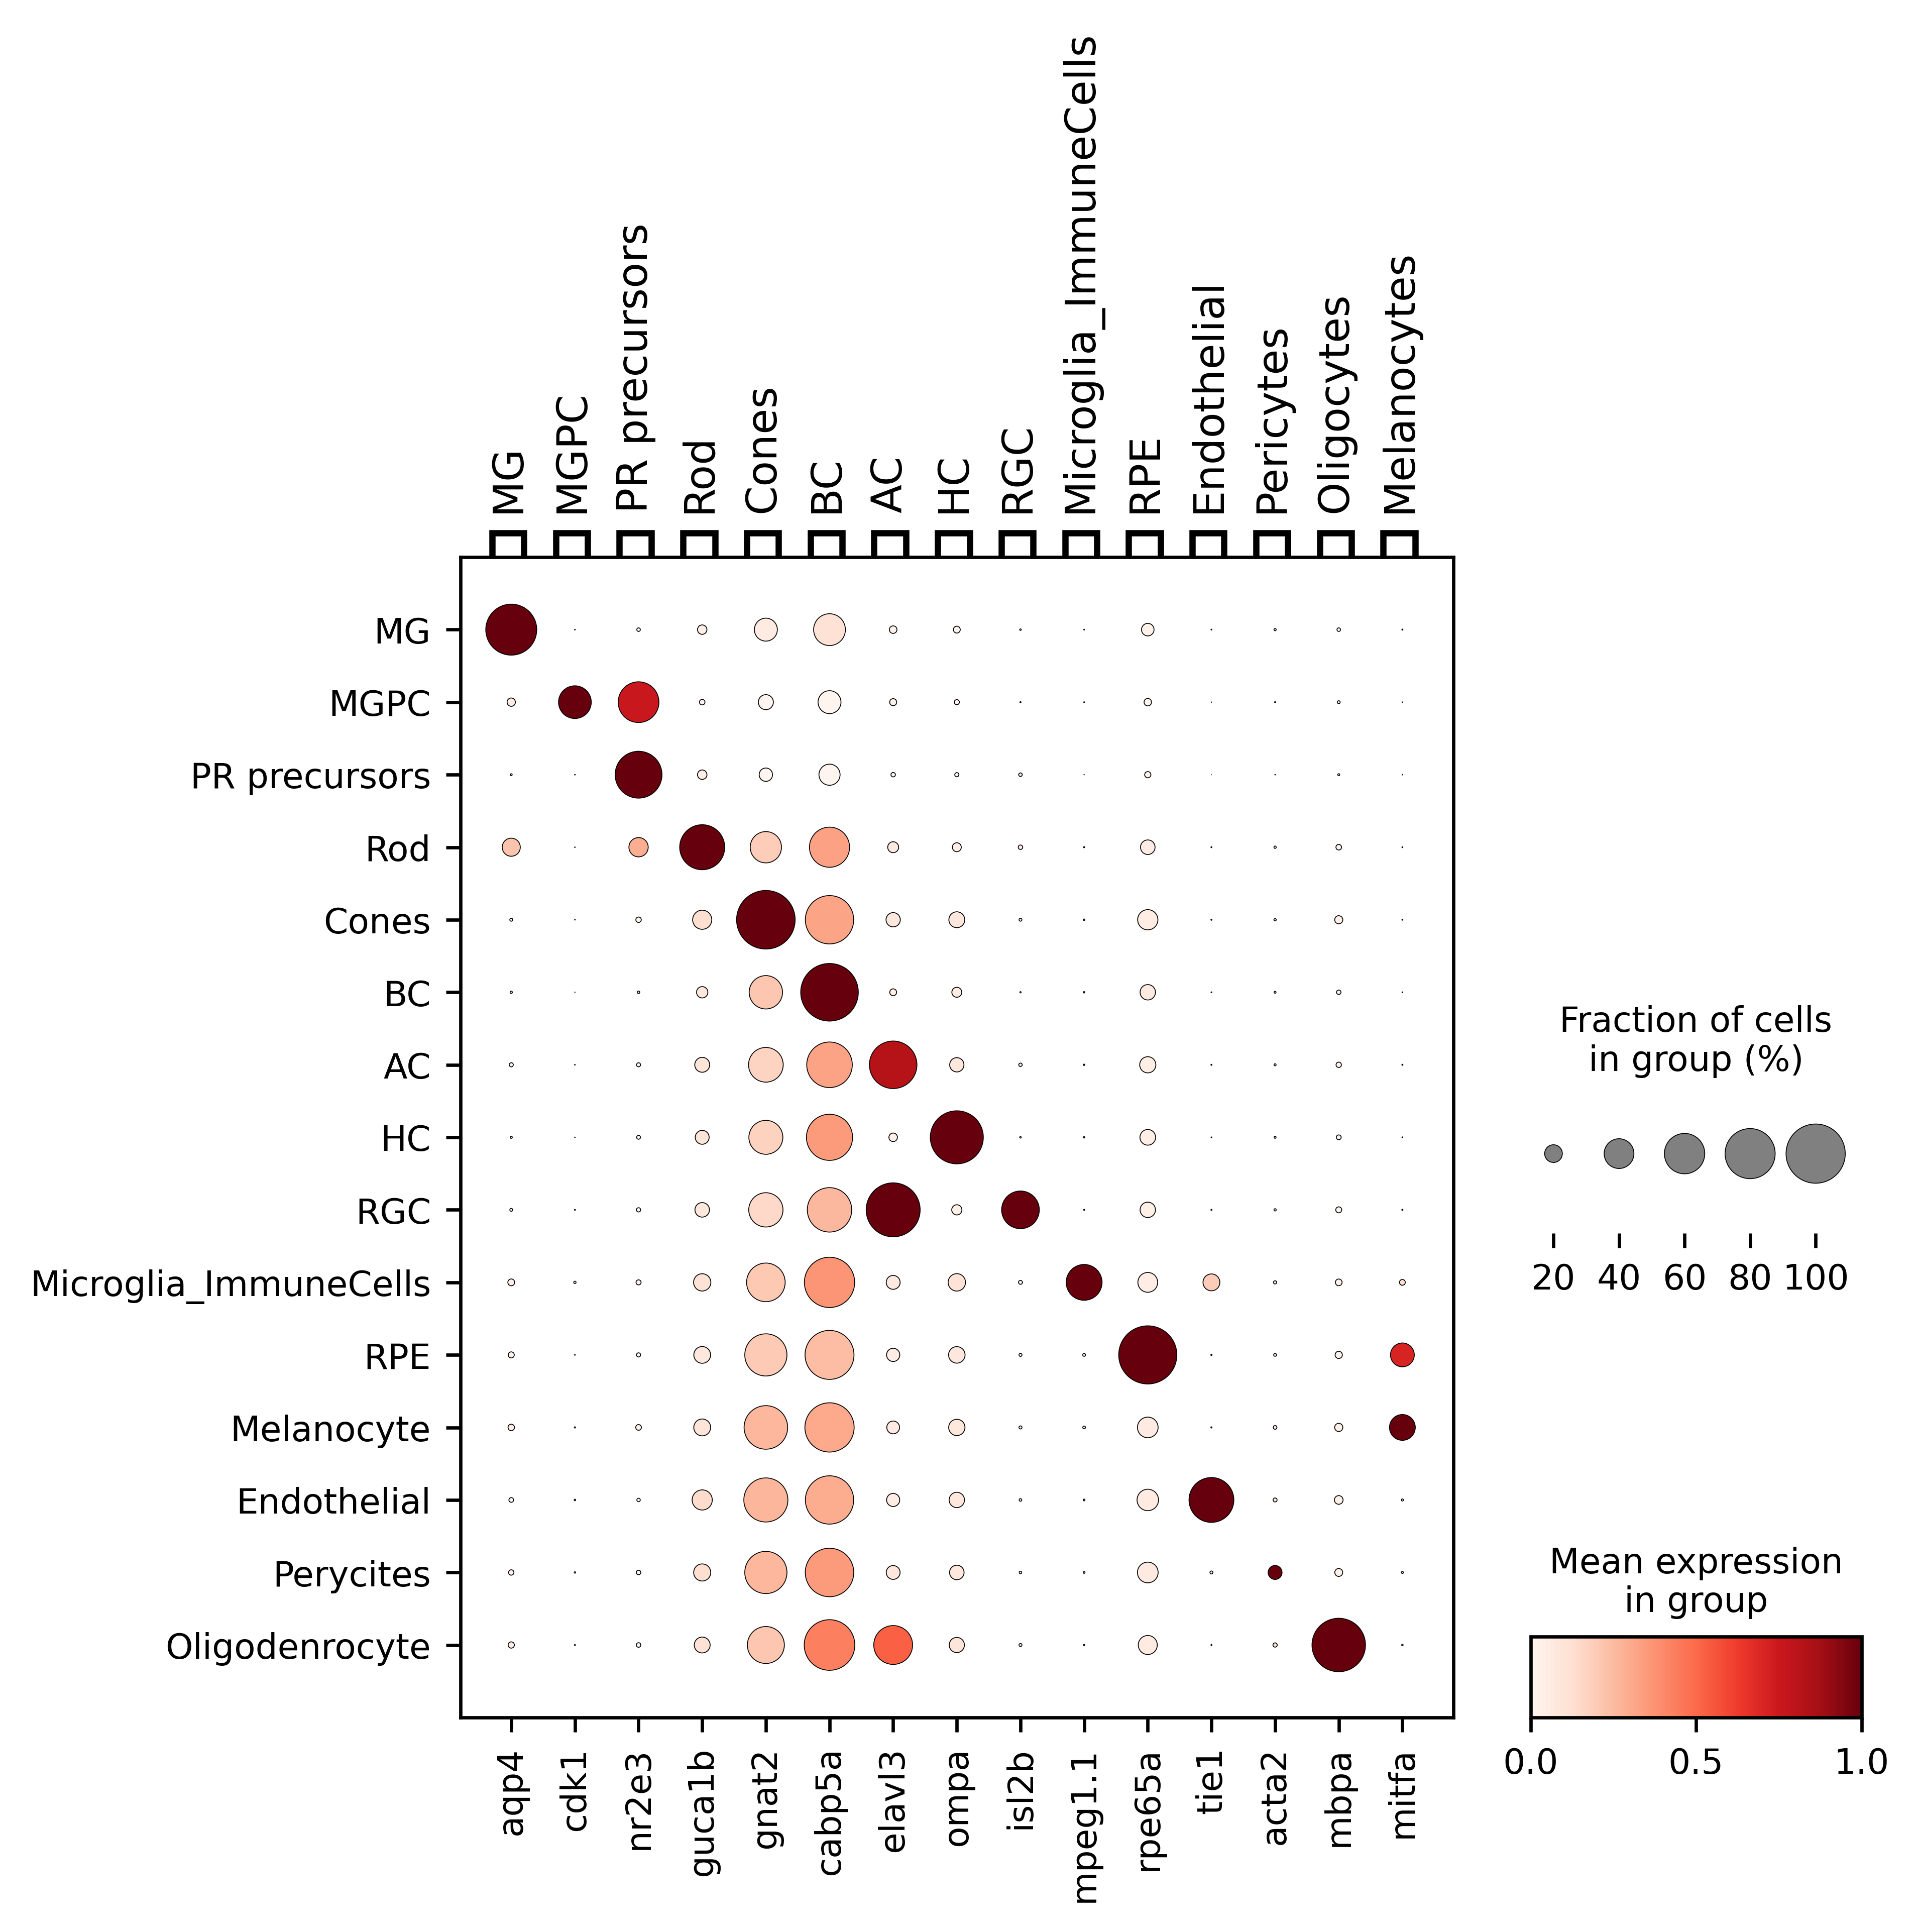 MG
MGPC
PR precursors
Rod
Cones
BC
AC
HC
RGC
Microglia_ImmuneCells
RPE
Endothelial
Pericytes
Oligocytes
Melanocytes
MG
MGPC
PR precursors
Rod
Cones
BC
AC
HC
RGC
Microglia_ImmuneCells
RPE
Melanocyte
Endothelial
Perycites
Oligodenrocyte
aqp4
cdk1
nr2e3
guca1b
gnat2
cabp5a
elavl3
ompa
isl2b
mpeg1.1
rpe65a
tie1
acta2
mbpa
mitfa
Fraction of cells
in group (%)
20 40 60 80 100
Mean expression
in group
0.0 0.5 1.0